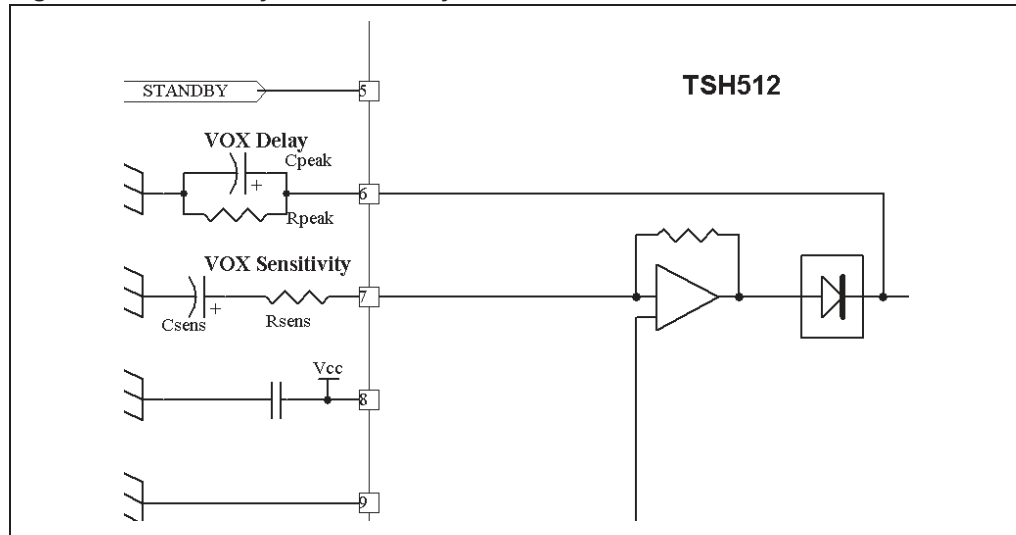 TSH512
STANDBY
5
VOX Delay
Cpeak
+
6
Rpeak
VOX Sensitivity
7
+
Csens
Rsens
Vcc
8
9